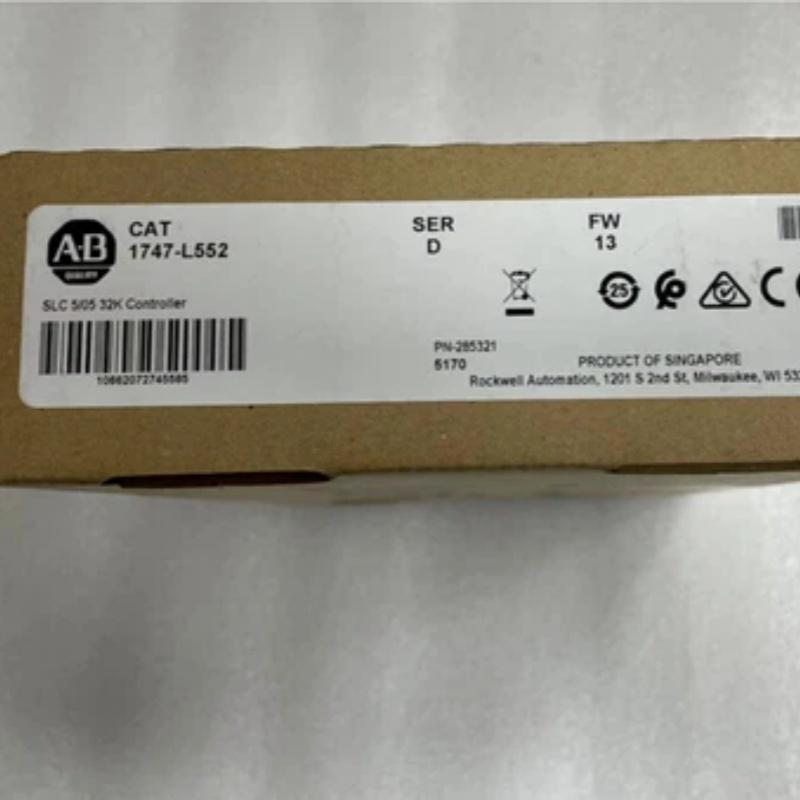 A·B
QUALITY
CAT
1747-L552
SER
D
FW
13
SLC 5/05 32K Controller
10662072745585
25
PN-285321
5170
PRODUCT OF SINGAPORE
Rockwell Automation, 1201 S 2nd St, Milwaukee, WI